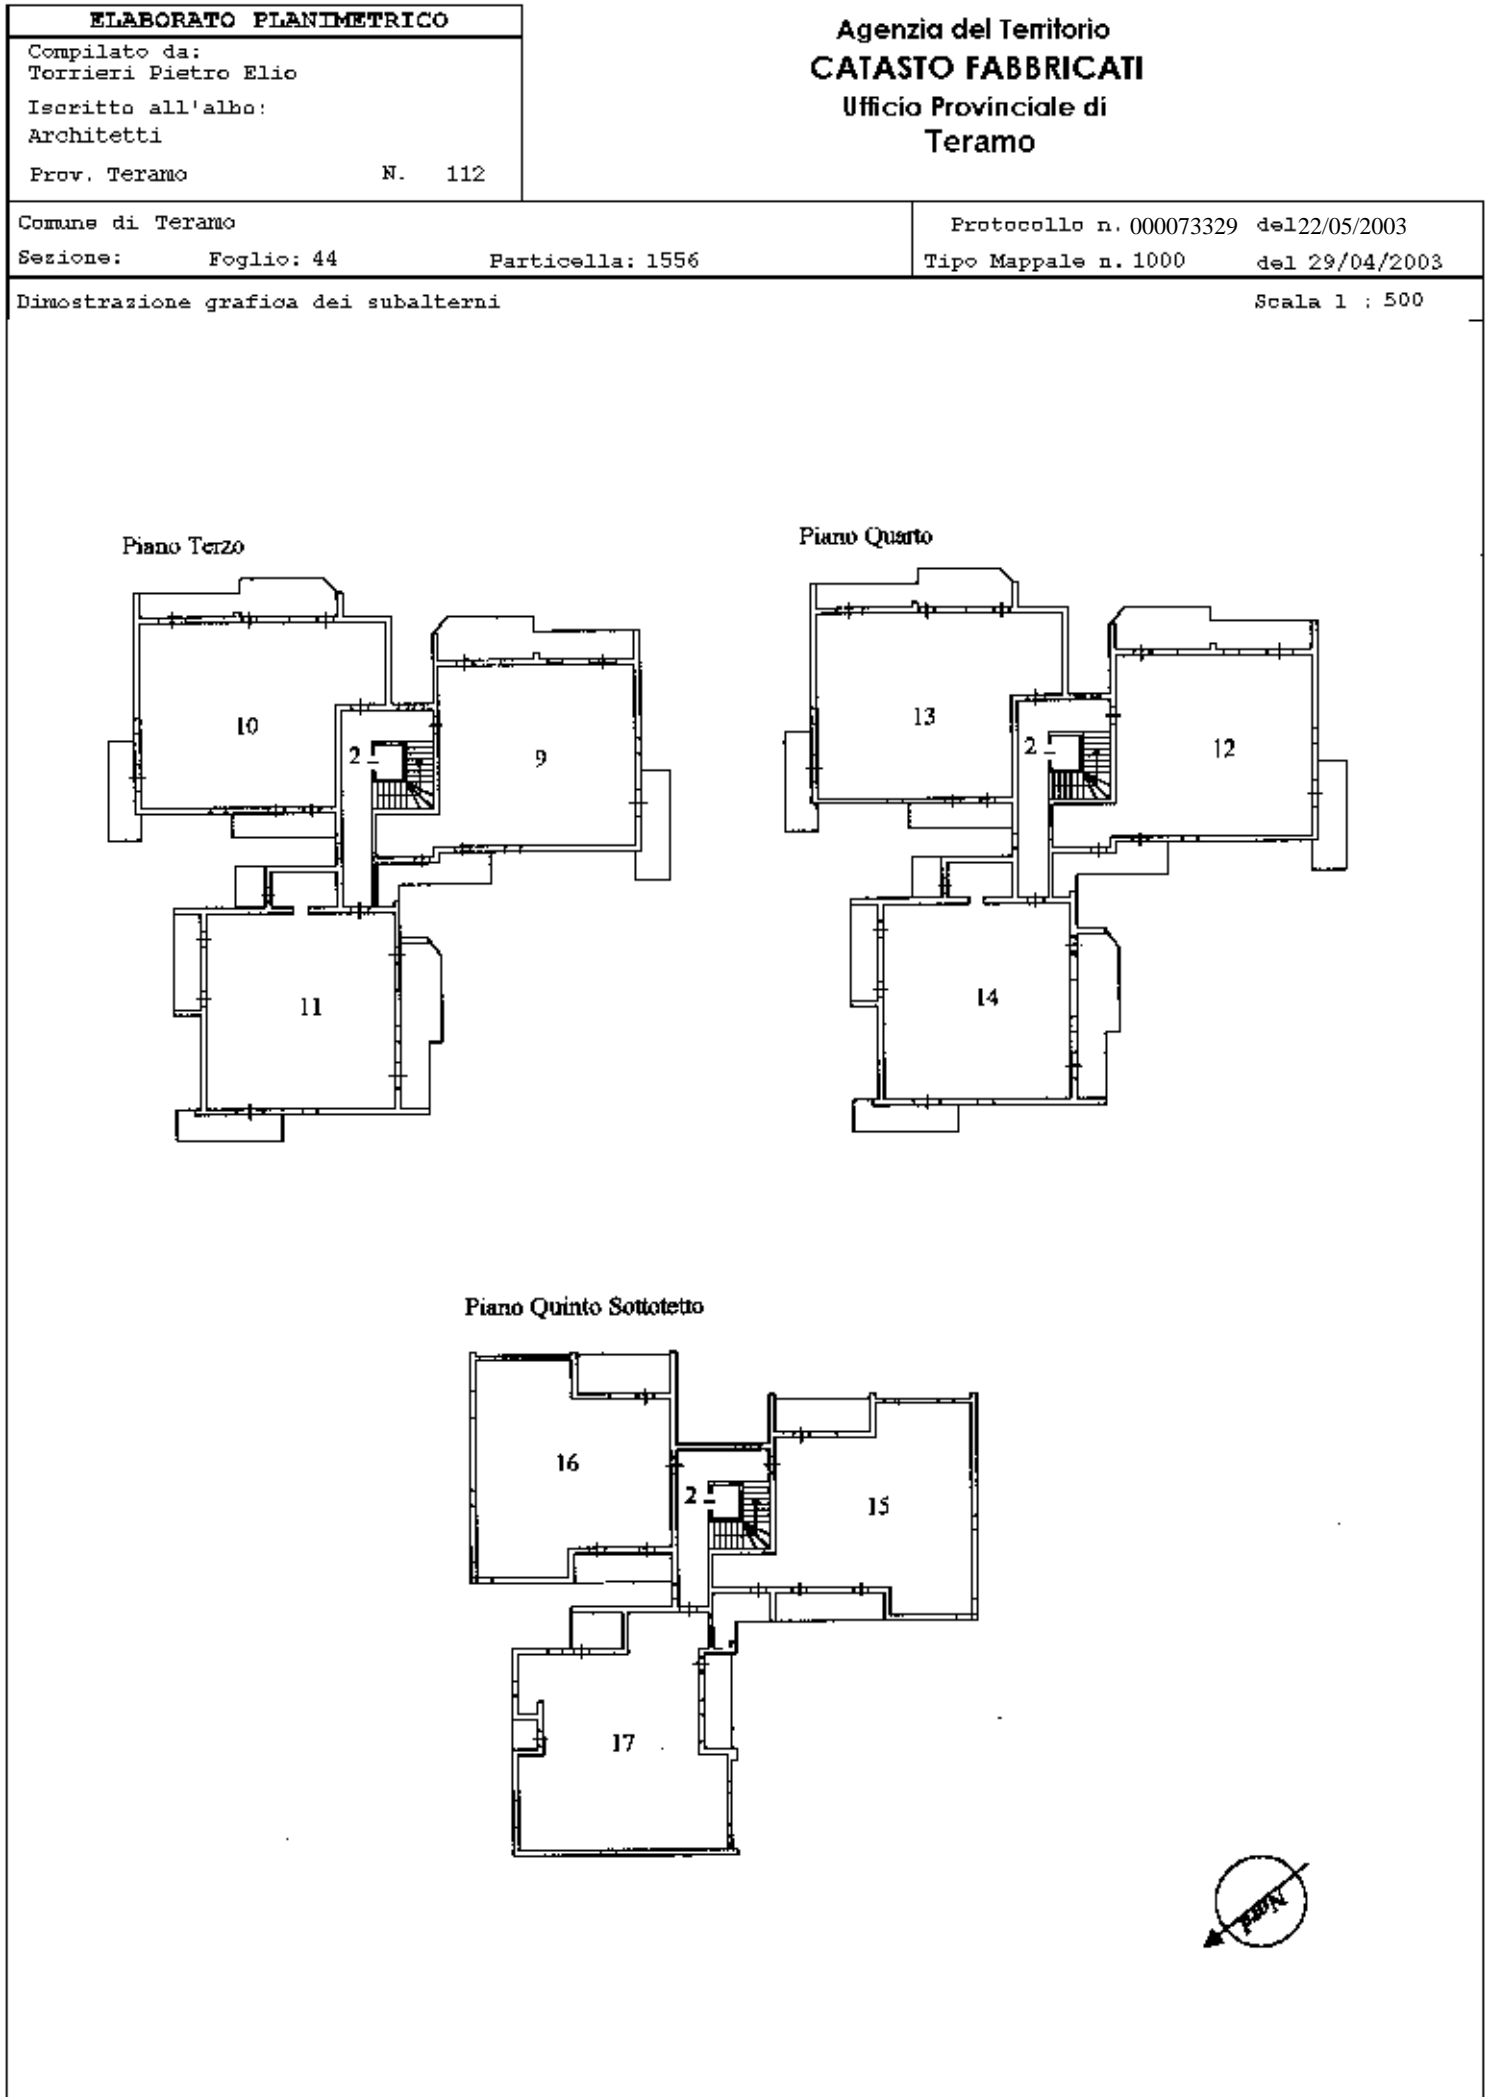 ELABORATO PLANIMETRICO
Compilato da:
Torrieri Pietro Elio
Iscritto all'albo:
Architetti
Prov. Teramo N. 112
Agenzia del Territorio
CATASTO FABBRICATI
Ufficio Provinciale di
Teramo
Comune di Teramo
Sezione: Foglio: 44 Particella: 1556
Protocollo n. 000073329 del 22/05/2003
Tipo Mappale n. 1000 del 29/04/2003
Dimostrazione grafica dei subalterni Scala 1 : 500
Piano Terzo
10
2
9
11
Piano Quarto
13
2
12
14
Piano Quinto Sottotetto
16
2
15
17
Nord